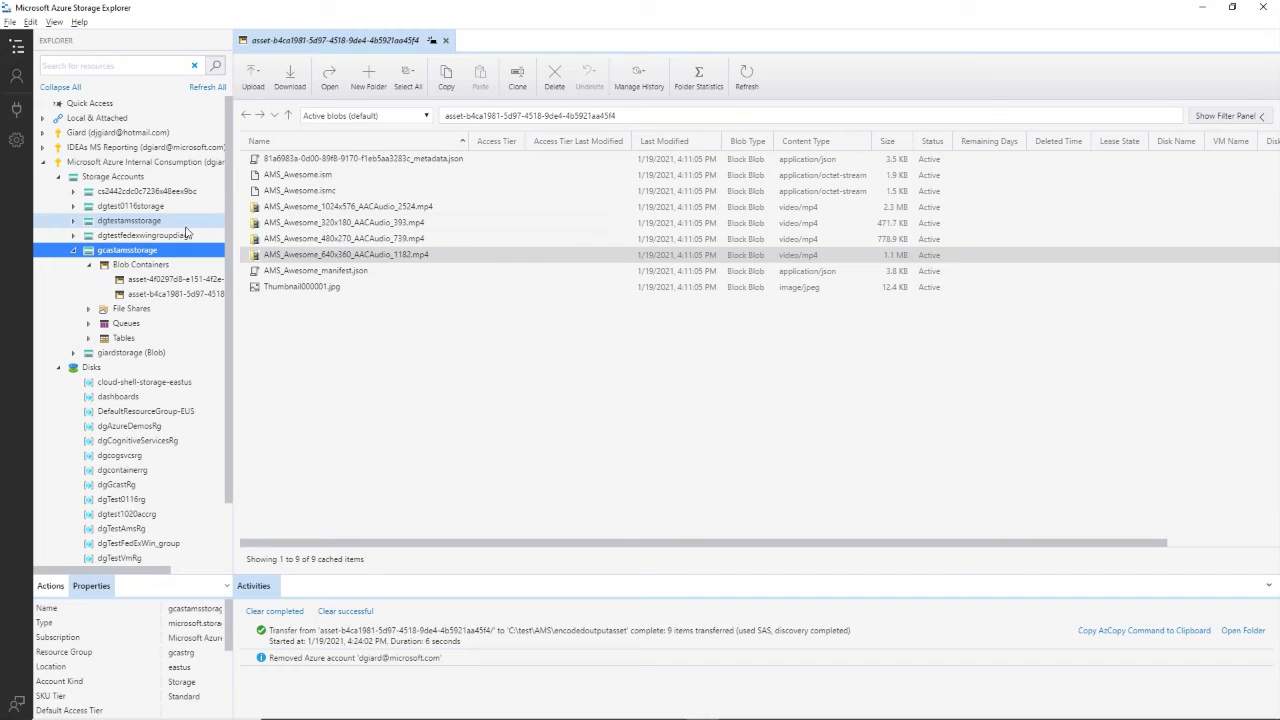 Microsoft Azure Storage Explorer
File Edit View Help
EXPLORER
Search for resources
Collapse All Refresh All
Quick Access
Local & Attached
Giard (djgiard@hotmail.com)
IDEAs MS Reporting (dgiard@microsoft.com)
Microsoft Azure Internal Consumption (dgiar
Storage Accounts
cs2442cdc0c7236x48eex9bc
dgtest0116storage
dgtestamsstorage
dgtestfedexwingroupdia
gcastamsstorage
Blob Containers
asset-4f0297d8-e151-4f2e-
asset-b4ca1981-5d97-4518
File Shares
Queues
Tables
giardstorage (Blob)
Disks
cloud-shell-storage-eastus
dashboards
DefaultResourceGroup-EUS
dgAzureDemosRg
dgCognitiveServicesRg
dgcogsvcsrg
dgcontainerrg
dgGcastRg
dgTest0116rg
dgtest1020accrg
dgTestAmsRg
dgTestFedExWin_group
dgTestVmRg
Actions Properties
Name gcastamsstorag
Type microsoft.stora
Subscription Microsoft Azure
Resource Group gcastrg
Location eastus
Account Kind Storage
SKU Tier Standard
Default Access Tier
asset-b4ca1981-5d97-4518-9de4-4b5921aa45f4
Upload Download Open New Folder Select All Copy Paste Clone Delete Undelete Manage History Folder Statistics Refresh
Active blobs (default) asset-b4ca1981-5d97-4518-9de4-4b5921aa45f4 Show Filter Panel
Name Access Tier Access Tier Last Modified Last Modified Blob Type Content Type Size Status Remaining Days Deleted Time Lease State Disk Name VM Name Disk
81a6983a-0d00-89f8-9170-f1eb5aa3283c_metadata.json 1/19/2021, 4:11:05 PM Block Blob application/json 3.5 KB Active
AMS_Awesome.ism 1/19/2021, 4:11:05 PM Block Blob application/octet-stream 1.9 KB Active
AMS_Awesome.ismc 1/19/2021, 4:11:05 PM Block Blob application/octet-stream 1.6 KB Active
AMS_Awesome_1024x576_AACAudio_2524.mp4 1/19/2021, 4:11:05 PM Block Blob video/mp4 2.3 MB Active
AMS_Awesome_320x180_AACAudio_393.mp4 1/19/2021, 4:11:05 PM Block Blob video/mp4 471.7 KB Active
AMS_Awesome_480x270_AACAudio_739.mp4 1/19/2021, 4:11:05 PM Block Blob video/mp4 778.9 KB Active
AMS_Awesome_640x360_AACAudio_1182.mp4 1/19/2021, 4:11:05 PM Block Blob video/mp4 1.1 MB Active
AMS_Awesome_manifest.json 1/19/2021, 4:11:05 PM Block Blob application/json 3.8 KB Active
Thumbnail000001.jpg 1/19/2021, 4:11:05 PM Block Blob image/jpeg 12.4 KB Active
Showing 1 to 9 of 9 cached items
Activities
Clear completed Clear successful
Transfer from 'asset-b4ca1981-5d97-4518-9de4-4b5921aa45f4/' to 'C:\test\AMS\encodedoutputasset' complete: 9 items transferred (used SAS, discovery completed) Copy AzCopy Command to Clipboard Open Folder
Started at: 1/19/2021, 4:24:02 PM, Duration: 6 seconds
Removed Azure account 'dgiard@microsoft.com'